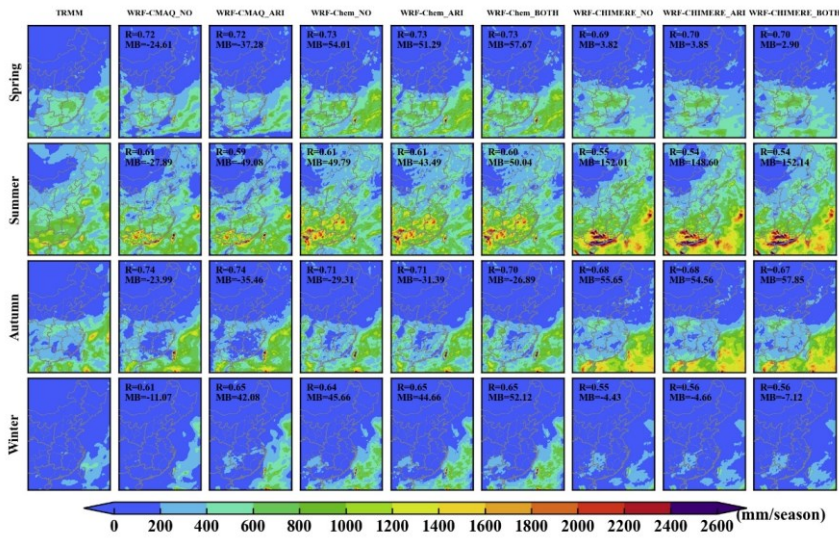 TRMM WRF-CMAQ_NO WRF-CMAQ_ARI WRF-Chem_NO WRF-Chem_ARI WRF-Chem_BOTH WRF-CHIMERE_NO WRF-CHIMERE_ARI WRF-CHIMERE_BOTH
Spring
R=0.72 R=0.72 R=0.73 R=0.73 R=0.73 R=0.69 R=0.70 R=0.70
MB=-24.61 MB=-37.28 MB=54.01 MB=51.29 MB=57.67 MB=3.82 MB=3.85 MB=2.90
Summer
R=0.61 R=0.59 R=0.61 R=0.61 R=0.60 R=0.55 R=0.54 R=0.54
MB=-27.89 MB=-49.08 MB=49.79 MB=43.49 MB=50.04 MB=152.01 MB=148.60 MB=152.14
Autumn
R=0.74 R=0.74 R=0.71 R=0.71 R=0.70 R=0.68 R=0.68 R=0.67
MB=-23.99 MB=-35.46 MB=-29.31 MB=-31.39 MB=-26.89 MB=55.65 MB=54.56 MB=57.85
Winter
R=0.61 R=0.65 R=0.64 R=0.65 R=0.65 R=0.55 R=0.56 R=0.56
MB=-11.07 MB=42.08 MB=45.66 MB=44.66 MB=52.12 MB=-4.43 MB=-4.66 MB=-7.12
0 200 400 600 800 1000 1200 1400 1600 1800 2000 2200 2400 2600 (mm/season)